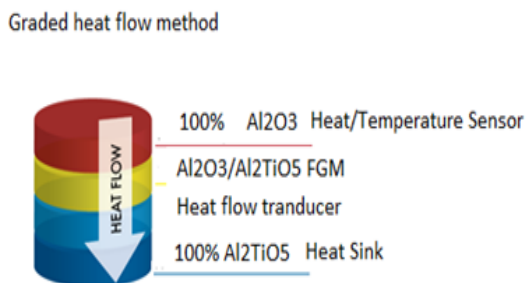 Graded heat flow method
100% Al2O3 Heat/Temperature Sensor
Al2O3/Al2TiO5 FGM
Heat flow tranducer
100% Al2TiO5 Heat Sink
HEAT FLOW